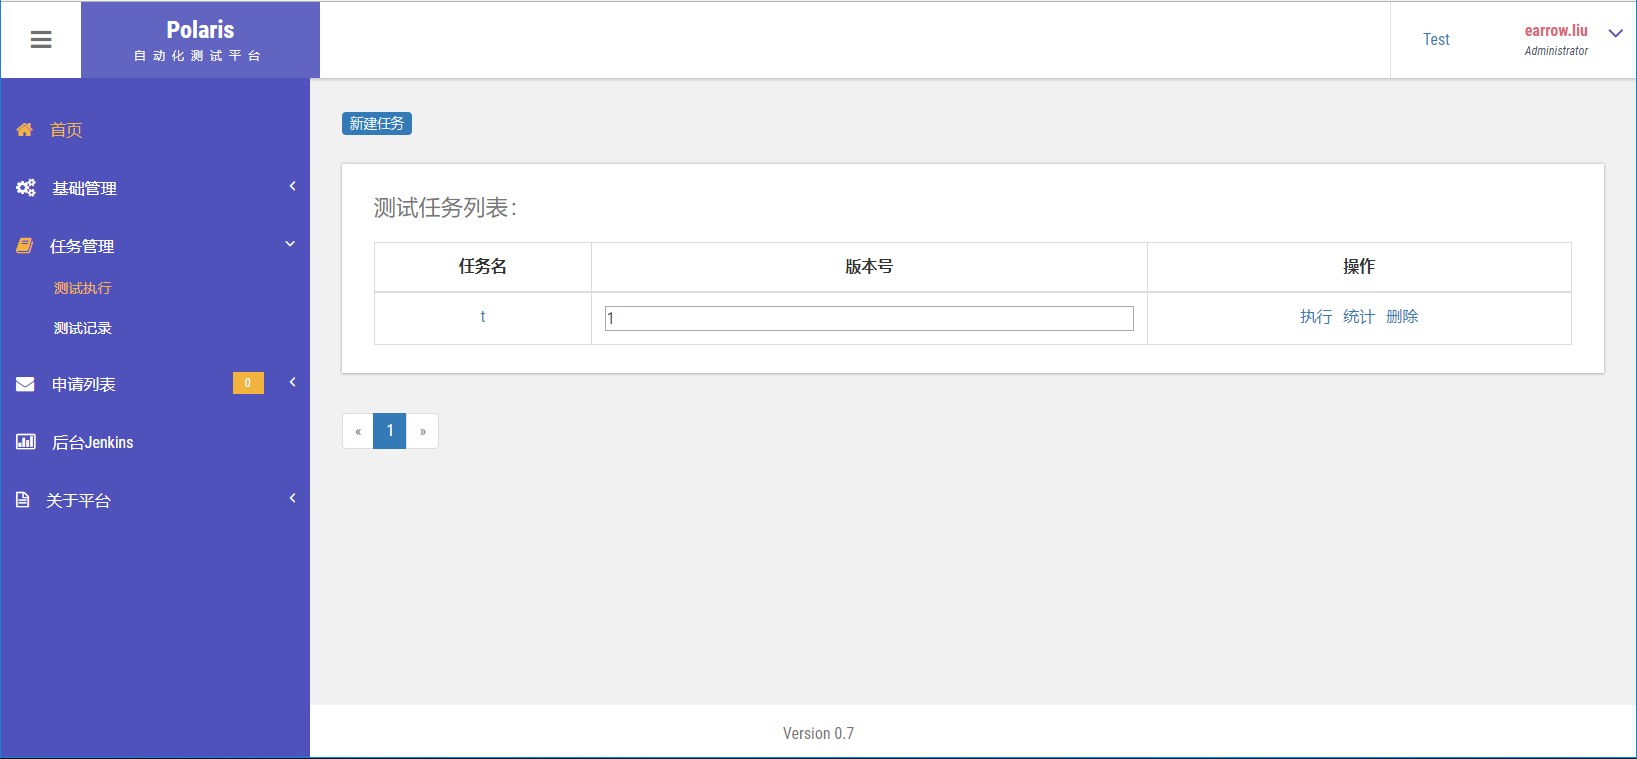 Polaris
自动化测试平台
Test
earrow.liu
Administrator
首页
基础管理
任务管理
测试执行
测试记录
申请列表 0
后台Jenkins
关于平台
新建任务
测试任务列表:
任务名 版本号 操作
t 1 执行 统计 删除
« 1 »
Version 0.7